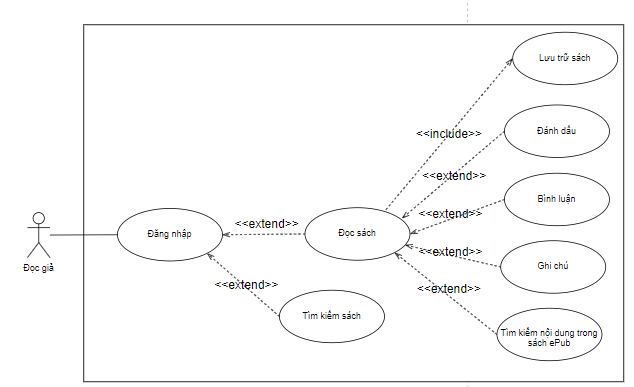 Lưu trữ sách
<<include>>
Đánh dấu
<<extend>>
Bình luận
<<extend>>
<<extend>>
Đọc giả
Đăng nhập
Đọc sách
<<extend>>
Ghi chú
<<extend>>
<<extend>>
Tìm kiếm sách
Tìm kiếm nội dung trong
sách ePub